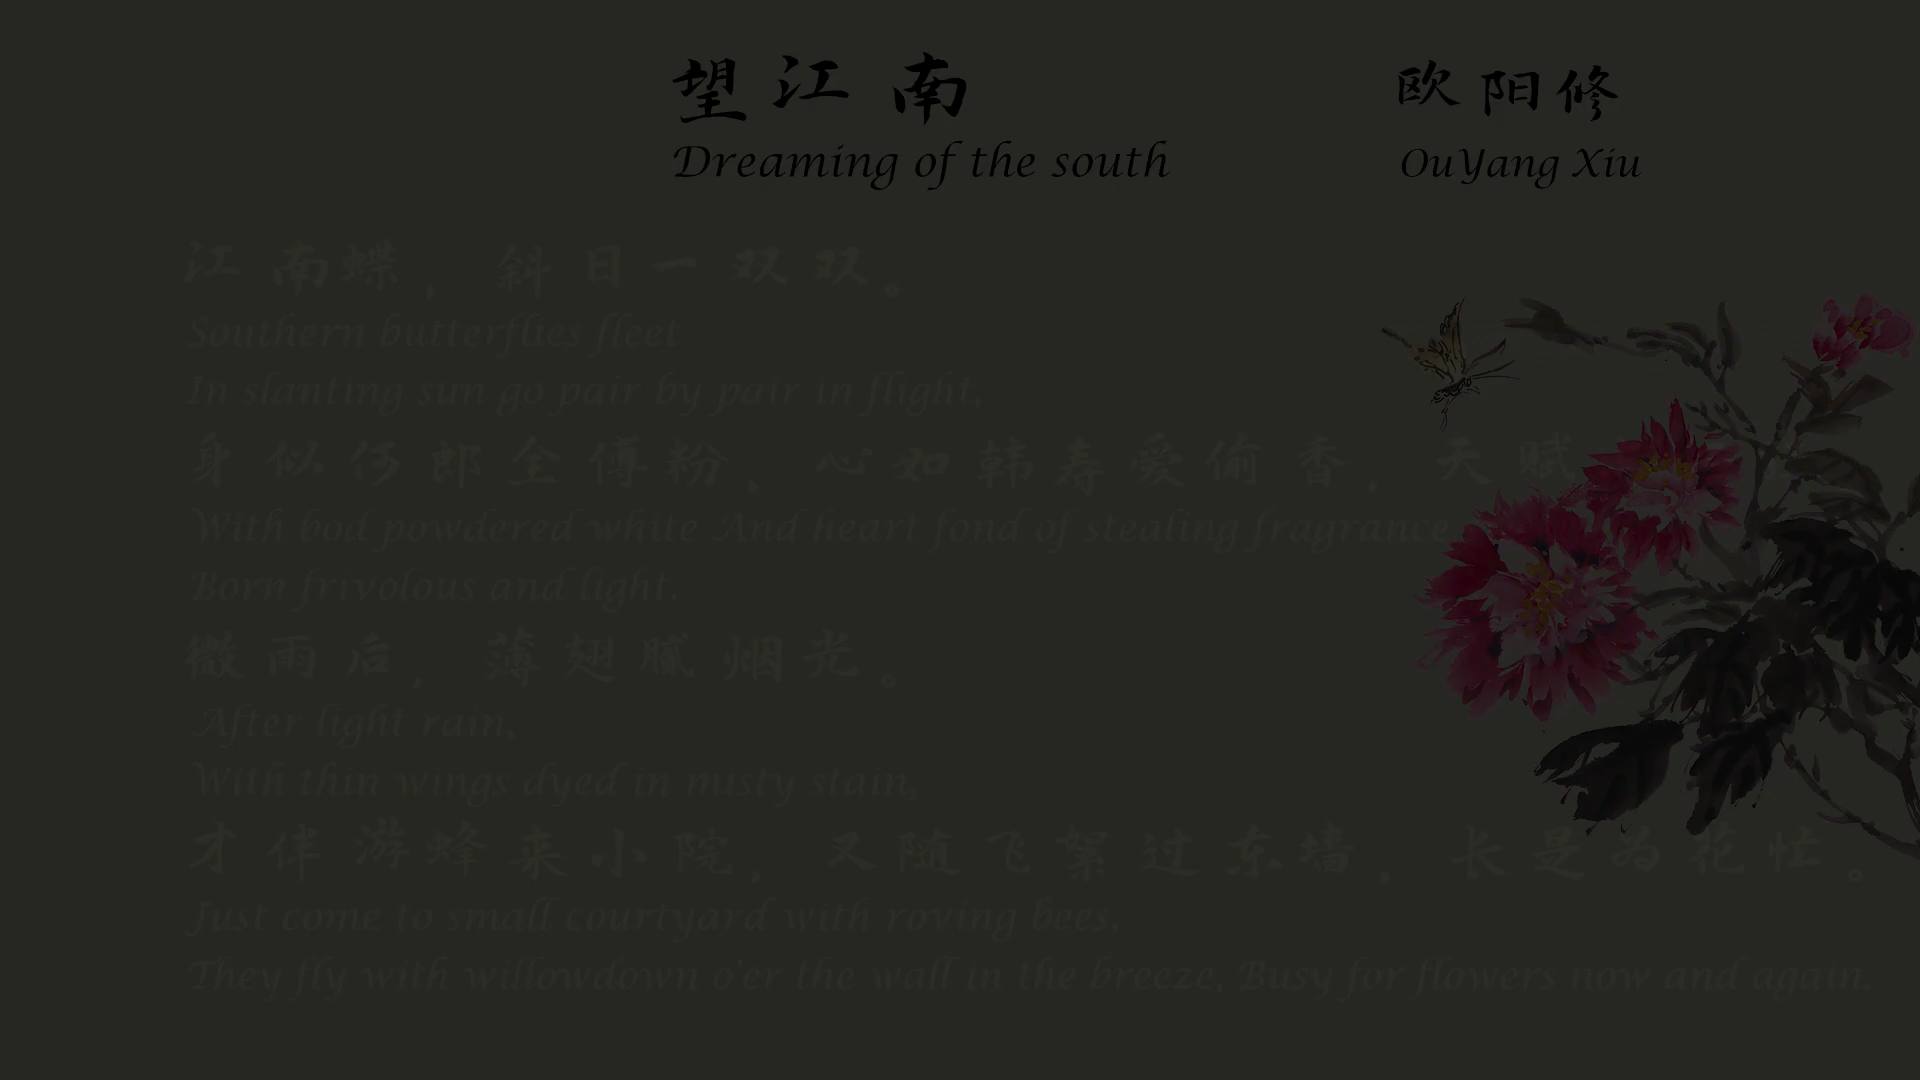 望江南 欧阳修
Dreaming of the south OuYang Xiu
江南蝶，斜日一双双。
Southern butterflies fleet
In slanting sun go pair by pair in flight,
身似何郎全傅粉，心如韩寿爱偷香，天赋
With bod powdered white And heart fond of stealing fragrance
Born frivolous and light.
微雨后，薄翅腻烟光。
After light rain,
With thin wings dyed in misty stain,
才伴游蜂来小院，又随飞絮过东墙，长是为花忙。
Just come to small courtyard with roving bees,
They fly with willowdown o'er the wall in the breeze, Busy for flowers now and again.